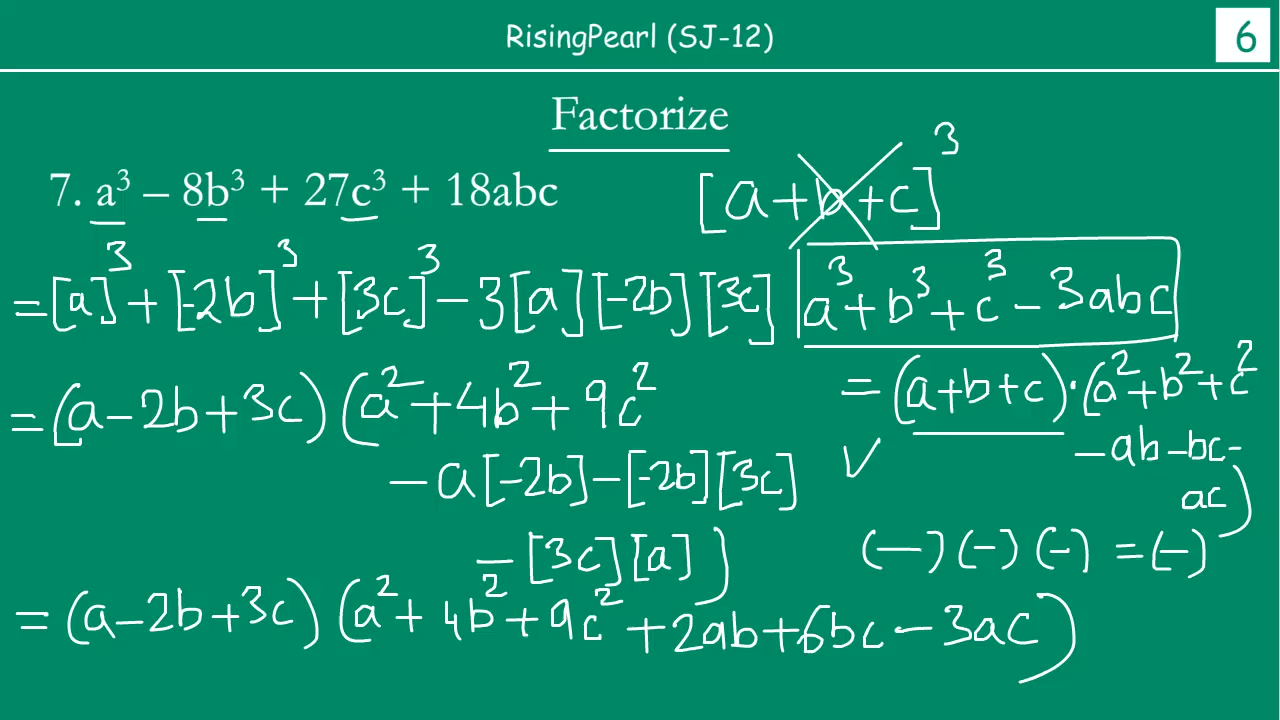 RisingPearl (SJ-12)
6
Factorize
7. a³ – 8b³ + 27c³ + 18abc
[a+b+c]³
= [a]³ + [-2b]³ + [3c]³ – 3[a][-2b][3c]
a³ + b³ + c³ – 3abc
= (a+b+c)·(a²+b²+c²
– ab – bc –
ac)
= (a – 2b + 3c) (a² + 4b² + 9c²
– a[-2b] – [-2b][3c]
– [3c][a])
(–)(–)(–) = (–)
= (a – 2b + 3c) (a² + 4b² + 9c² + 2ab + 6bc – 3ac)